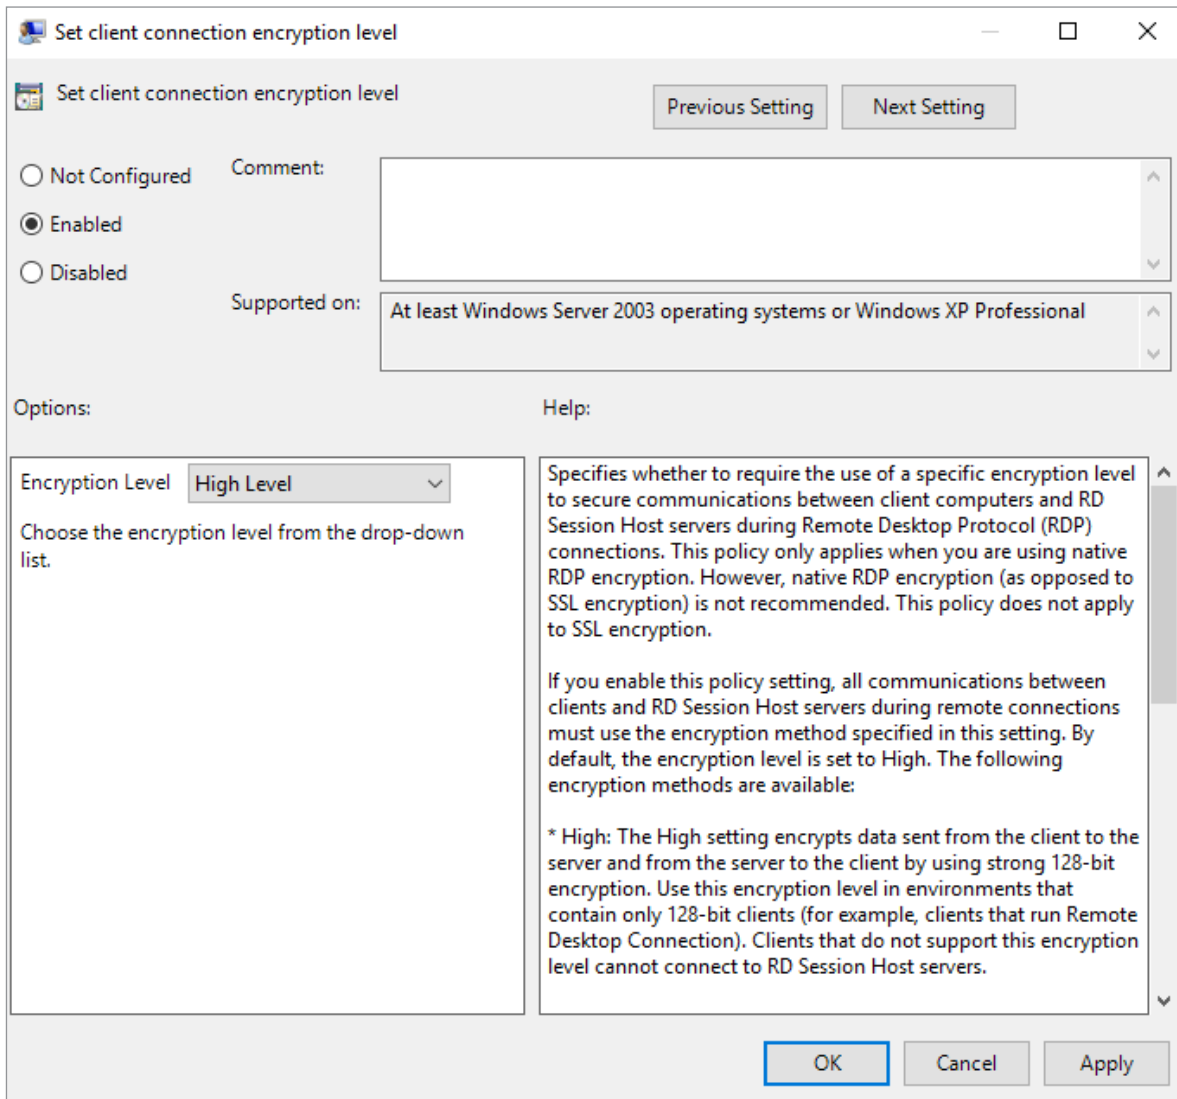 Set client connection encryption level
Set client connection encryption level
Previous Setting
Next Setting
Not Configured
Enabled
Disabled
Comment:
Supported on:
At least Windows Server 2003 operating systems or Windows XP Professional
Options:
Help:
Encryption Level
High Level
Choose the encryption level from the drop-down
list.
Specifies whether to require the use of a specific encryption level
to secure communications between client computers and RD
Session Host servers during Remote Desktop Protocol (RDP)
connections. This policy only applies when you are using native
RDP encryption. However, native RDP encryption (as opposed to
SSL encryption) is not recommended. This policy does not apply
to SSL encryption.
If you enable this policy setting, all communications between
clients and RD Session Host servers during remote connections
must use the encryption method specified in this setting. By
default, the encryption level is set to High. The following
encryption methods are available:
* High: The High setting encrypts data sent from the client to the
server and from the server to the client by using strong 128-bit
encryption. Use this encryption level in environments that
contain only 128-bit clients (for example, clients that run Remote
Desktop Connection). Clients that do not support this encryption
level cannot connect to RD Session Host servers.
OK
Cancel
Apply